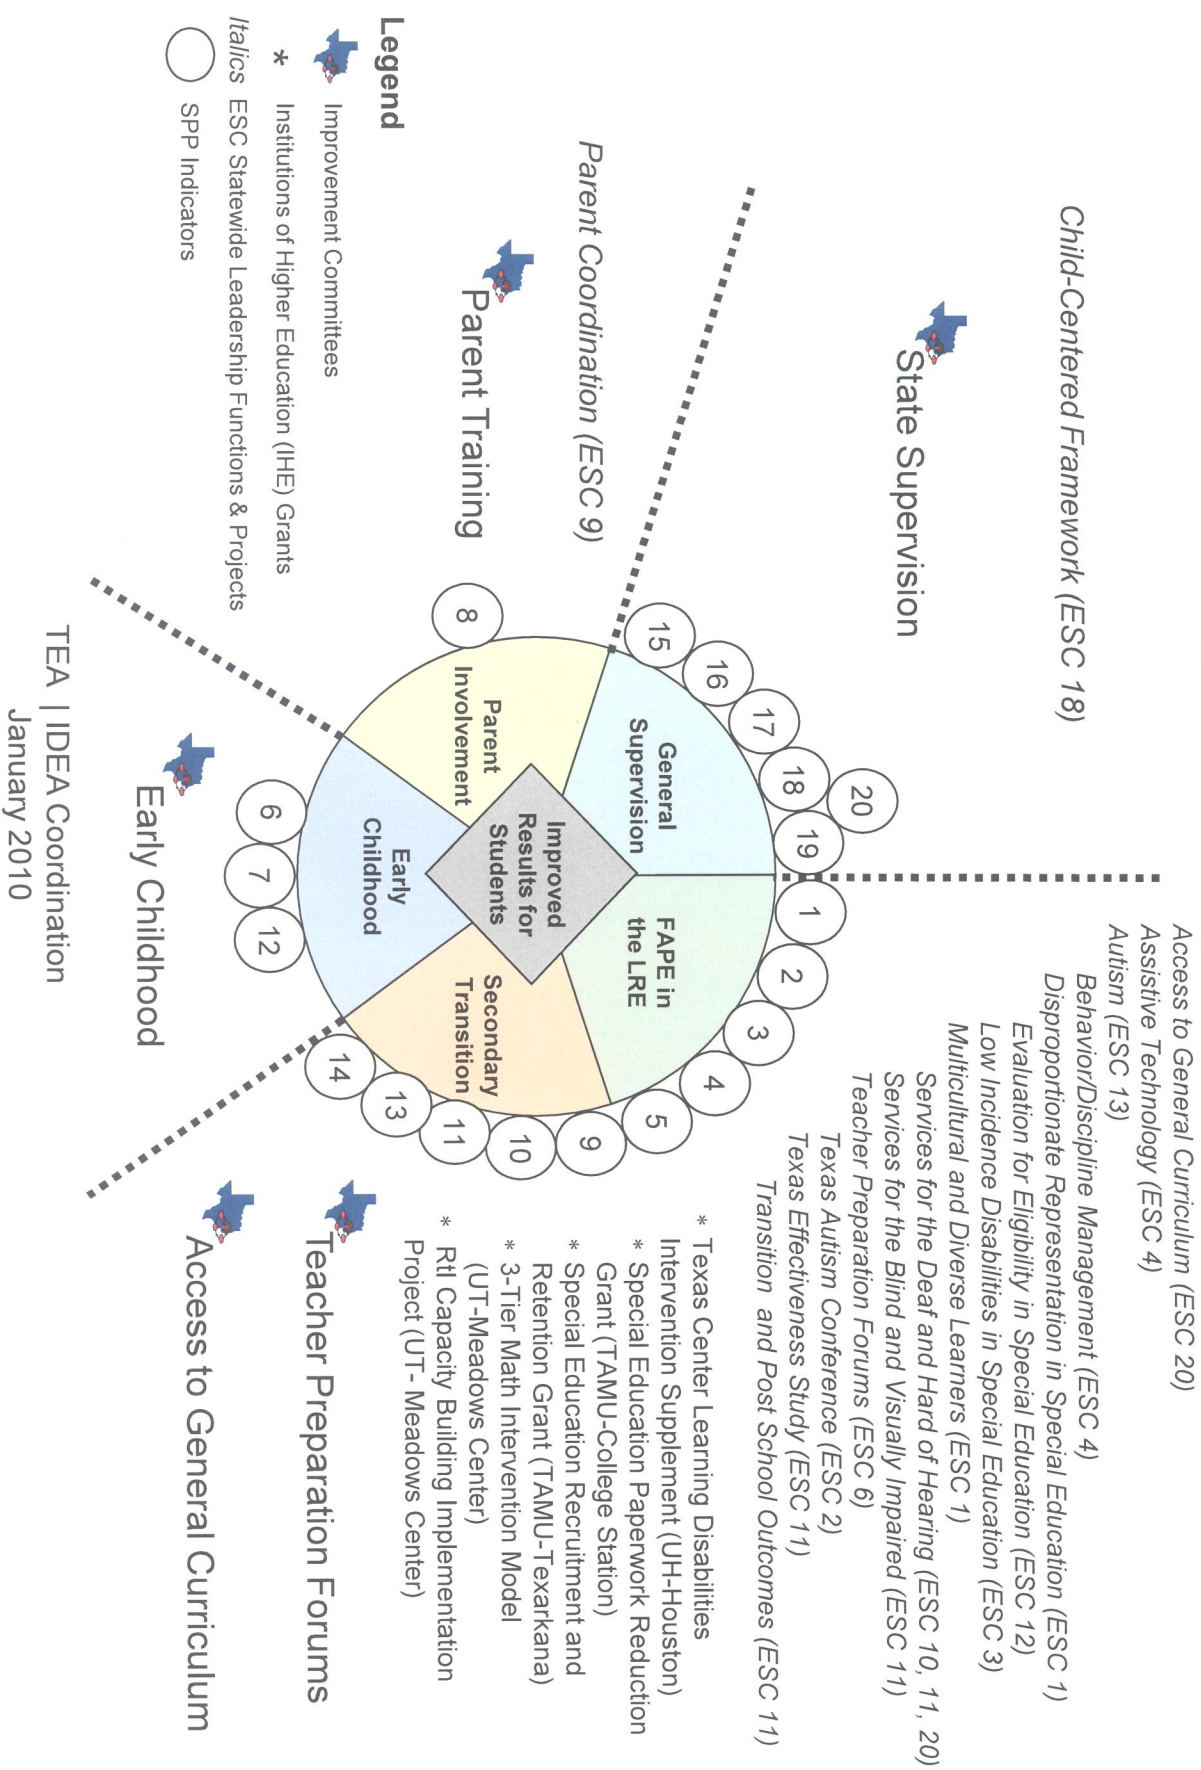 Child-Centered Framework (ESC 18)
State Supervision
Parent Coordination (ESC 9)
Parent Training
Legend
Improvement Committees
* Institutions of Higher Education (IHE) Grants
Italics ESC Statewide Leadership Functions & Projects
SPP Indicators
Access to General Curriculum (ESC 20)
Assistive Technology (ESC 4)
Autism (ESC 13)
Behavior/Discipline Management (ESC 4)
Disproportionate Representation in Special Education (ESC 1)
Evaluation for Eligibility in Special Education (ESC 12)
Low Incidence Disabilities in Special Education (ESC 3)
Multicultural and Diverse Learners (ESC 1)
Services for the Deaf and Hard of Hearing (ESC 10, 11, 20)
Services for the Blind and Visually Impaired (ESC 11)
Teacher Preparation Forums (ESC 6)
Texas Autism Conference (ESC 2)
Texas Effectiveness Study (ESC 11)
Transition and Post School Outcomes (ESC 11)
* Texas Center Learning Disabilities
Intervention Supplement (UH-Houston)
* Special Education Paperwork Reduction
Grant (TAMU-College Station)
* Special Education Recruitment and
Retention Grant (TAMU-Texarkana)
* 3-Tier Math Intervention Model
(UT-Meadows Center)
* RtI Capacity Building Implementation
Project (UT- Meadows Center)
Teacher Preparation Forums
Access to General Curriculum
20
19
18
17
16
15
1
2
3
4
5
9
10
11
13
14
8
6
7
12
General
Supervision
FAPE in
the LRE
Parent
Involvement
Improved
Results for
Students
Secondary
Transition
Early
Childhood
Early Childhood
TEA | IDEA Coordination
January 2010